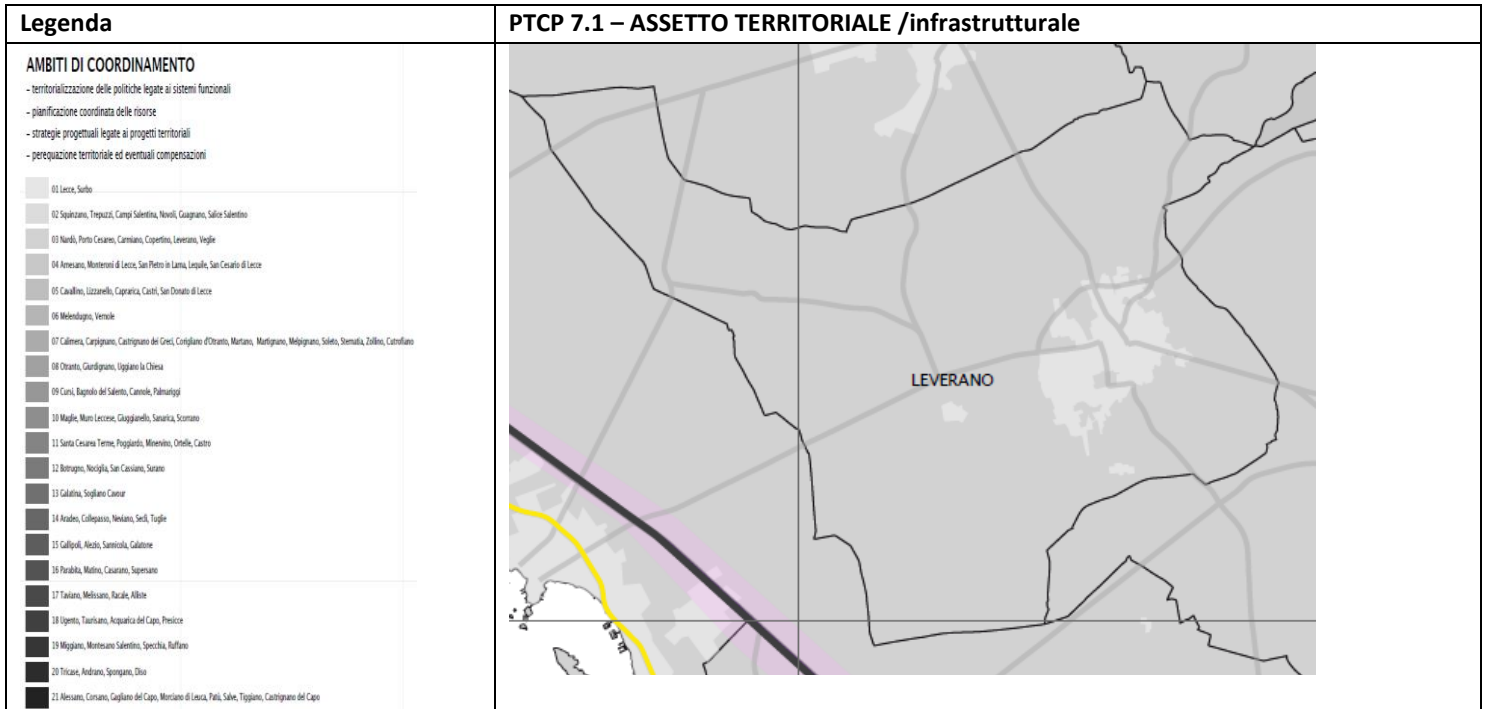 Legenda
PTCP 7.1 – ASSETTO TERRITORIALE /infrastrutturale
AMBITI DI COORDINAMENTO
- territorializzazione delle politiche legate ai sistemi funzionali
- pianificazione coordinata delle risorse
- strategie progettuali legate ai progetti territoriali
- perequazione territoriale ed eventuali compensazioni
01 Lecce, Surbo
02 Squinzano, Trepuzzi, Campi Salentina, Novoli, Guagnano, Salice Salentino
03 Nardò, Porto Cesareo, Carmiano, Copertino, Leverano, Veglie
04 Arnesano, Monteroni di Lecce, San Pietro in Lama, Lequile, San Cesario di Lecce
05 Cavallino, Lizzanello, Caprarica, Castri, San Donato di Lecce
06 Melendugno, Vernole
07 Calimera, Carpignano, Castrignano dei Greci, Corigliano d'Otranto, Martano, Martignano, Melpignano, Soleto, Sternatia, Zollino, Cutrofiano
08 Otranto, Giurdignano, Uggiano la Chiesa
09 Cursi, Bagnolo del Salento, Cannole, Palmariggi
10 Maglie, Muro Leccese, Giuggianello, Sanarica, Scorrano
11 Santa Cesarea Terme, Poggiardo, Minervino, Ortelle, Castro
12 Botrugno, Nociglia, San Cassiano, Surano
13 Galatina, Sogliano Cavour
14 Aradeo, Collepasso, Neviano, Seclì, Tuglie
15 Gallipoli, Alezio, Sannicola, Galatone
16 Parabita, Matino, Casarano, Supersano
17 Taviano, Melissano, Racale, Alliste
18 Ugento, Taurisano, Acquarica del Capo, Presicce
19 Miggiano, Montesano Salentino, Specchia, Ruffano
20 Tricase, Andrano, Spongano, Diso
21 Alessano, Corsano, Gagliano del Capo, Morciano di Leuca, Patù, Salve, Tiggiano, Castrignano del Capo
LEVERANO